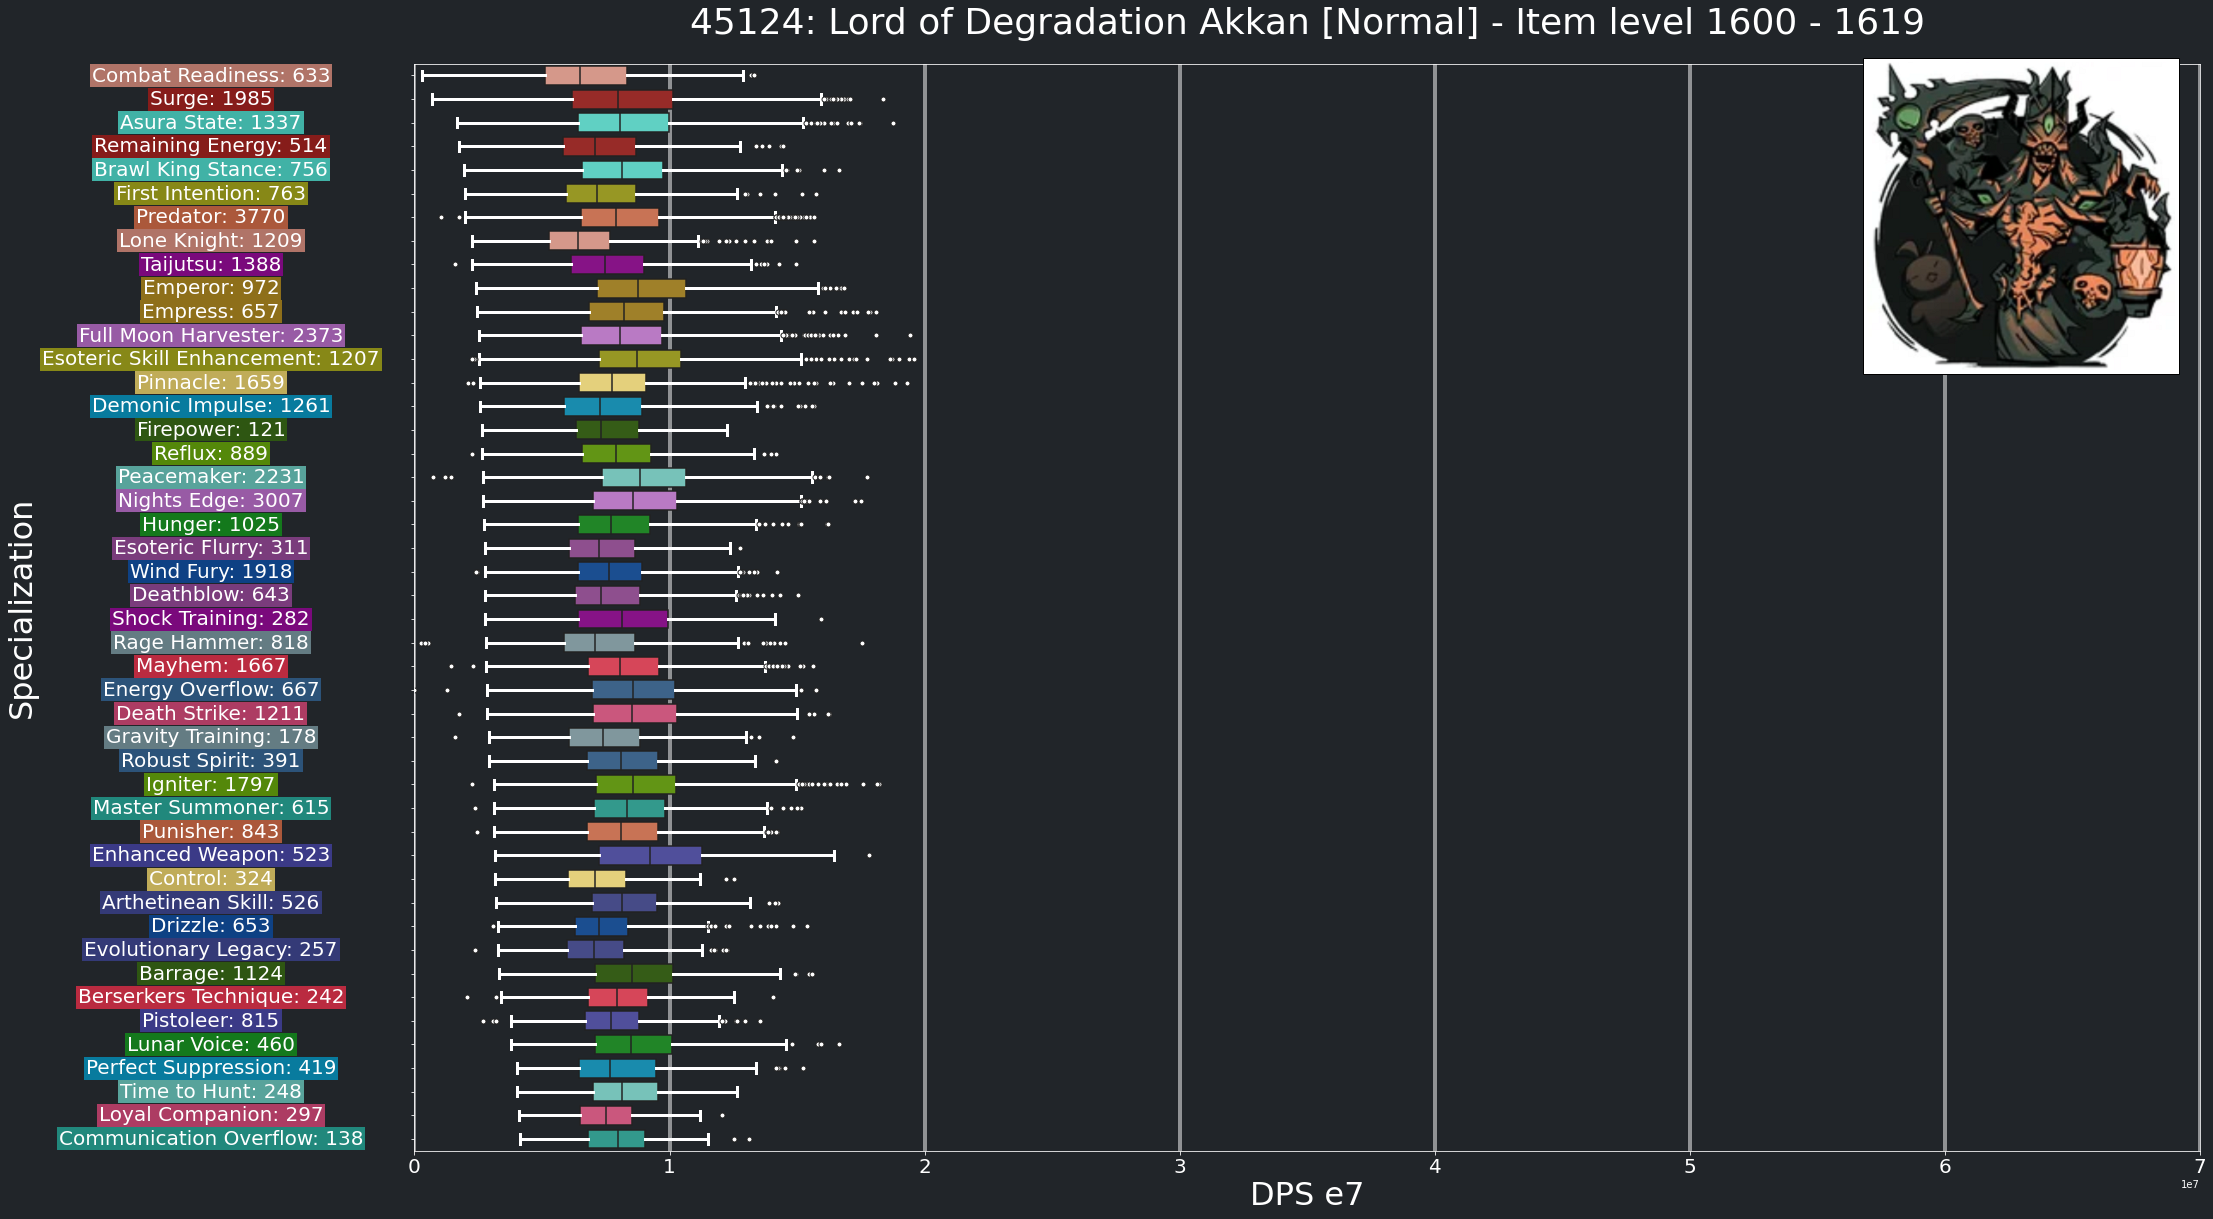 45124: Lord of Degradation Akkan [Normal] - Item level 1600 - 1619
Combat Readiness: 633
Surge: 1985
Asura State: 1337
Remaining Energy: 514
Brawl King Stance: 756
First Intention: 763
Predator: 3770
Lone Knight: 1209
Taijutsu: 1388
Emperor: 972
Empress: 657
Full Moon Harvester: 2373
Esoteric Skill Enhancement: 1207
Pinnacle: 1659
Demonic Impulse: 1261
Firepower: 121
Reflux: 889
Peacemaker: 2231
Nights Edge: 3007
Hunger: 1025
Esoteric Flurry: 311
Wind Fury: 1918
Deathblow: 643
Shock Training: 282
Rage Hammer: 818
Mayhem: 1667
Energy Overflow: 667
Death Strike: 1211
Gravity Training: 178
Robust Spirit: 391
Igniter: 1797
Master Summoner: 615
Punisher: 843
Enhanced Weapon: 523
Control: 324
Arthetinean Skill: 526
Drizzle: 653
Evolutionary Legacy: 257
Barrage: 1124
Berserkers Technique: 242
Pistoleer: 815
Lunar Voice: 460
Perfect Suppression: 419
Time to Hunt: 248
Loyal Companion: 297
Communication Overflow: 138
Specialization
0 1 2 3 4 5 6 7
1e7
DPS e7